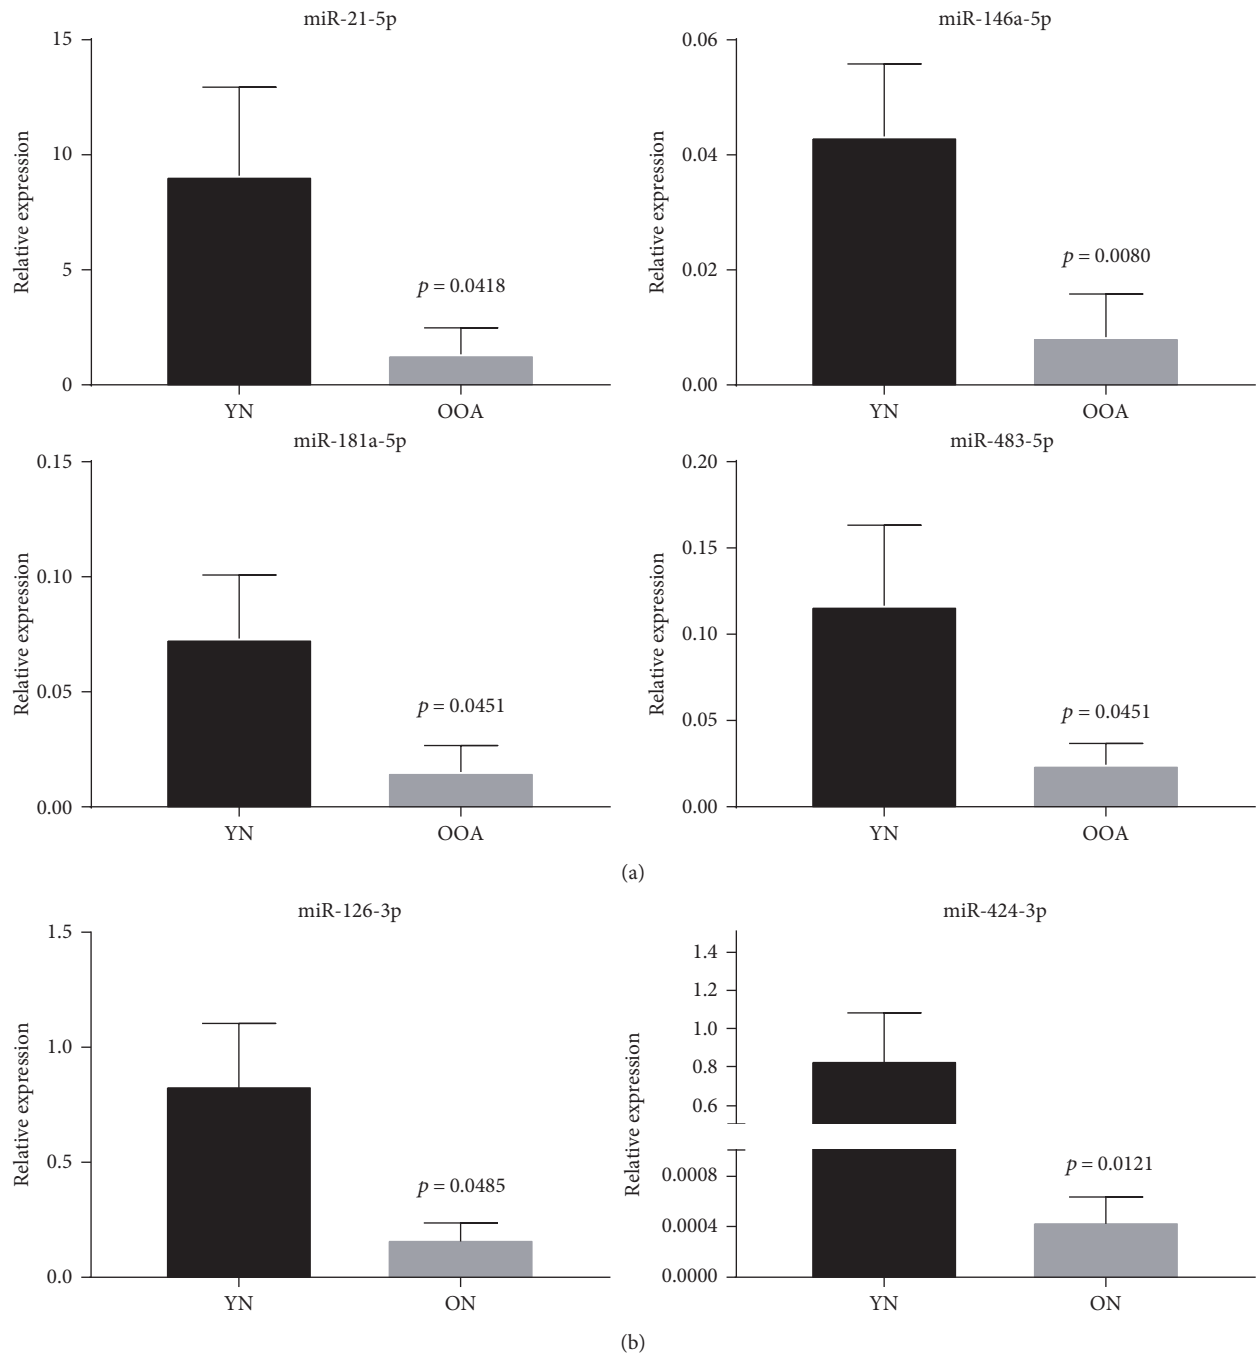 miR-21-5p
15
10
5
0
Relative expression
p = 0.0418
YN
OOA
miR-146a-5p
0.06
0.04
0.02
0.00
Relative expression
p = 0.0080
YN
OOA
miR-181a-5p
0.15
0.10
0.05
0.00
Relative expression
p = 0.0451
YN
OOA
miR-483-5p
0.20
0.15
0.10
0.05
0.00
Relative expression
p = 0.0451
YN
OOA
(a)
miR-126-3p
1.5
1.0
0.5
0.0
Relative expression
p = 0.0485
YN
ON
miR-424-3p
1.4
1.2
1.0
0.8
0.6
0.0008
0.0004
0.0000
Relative expression
p = 0.0121
YN
ON
(b)